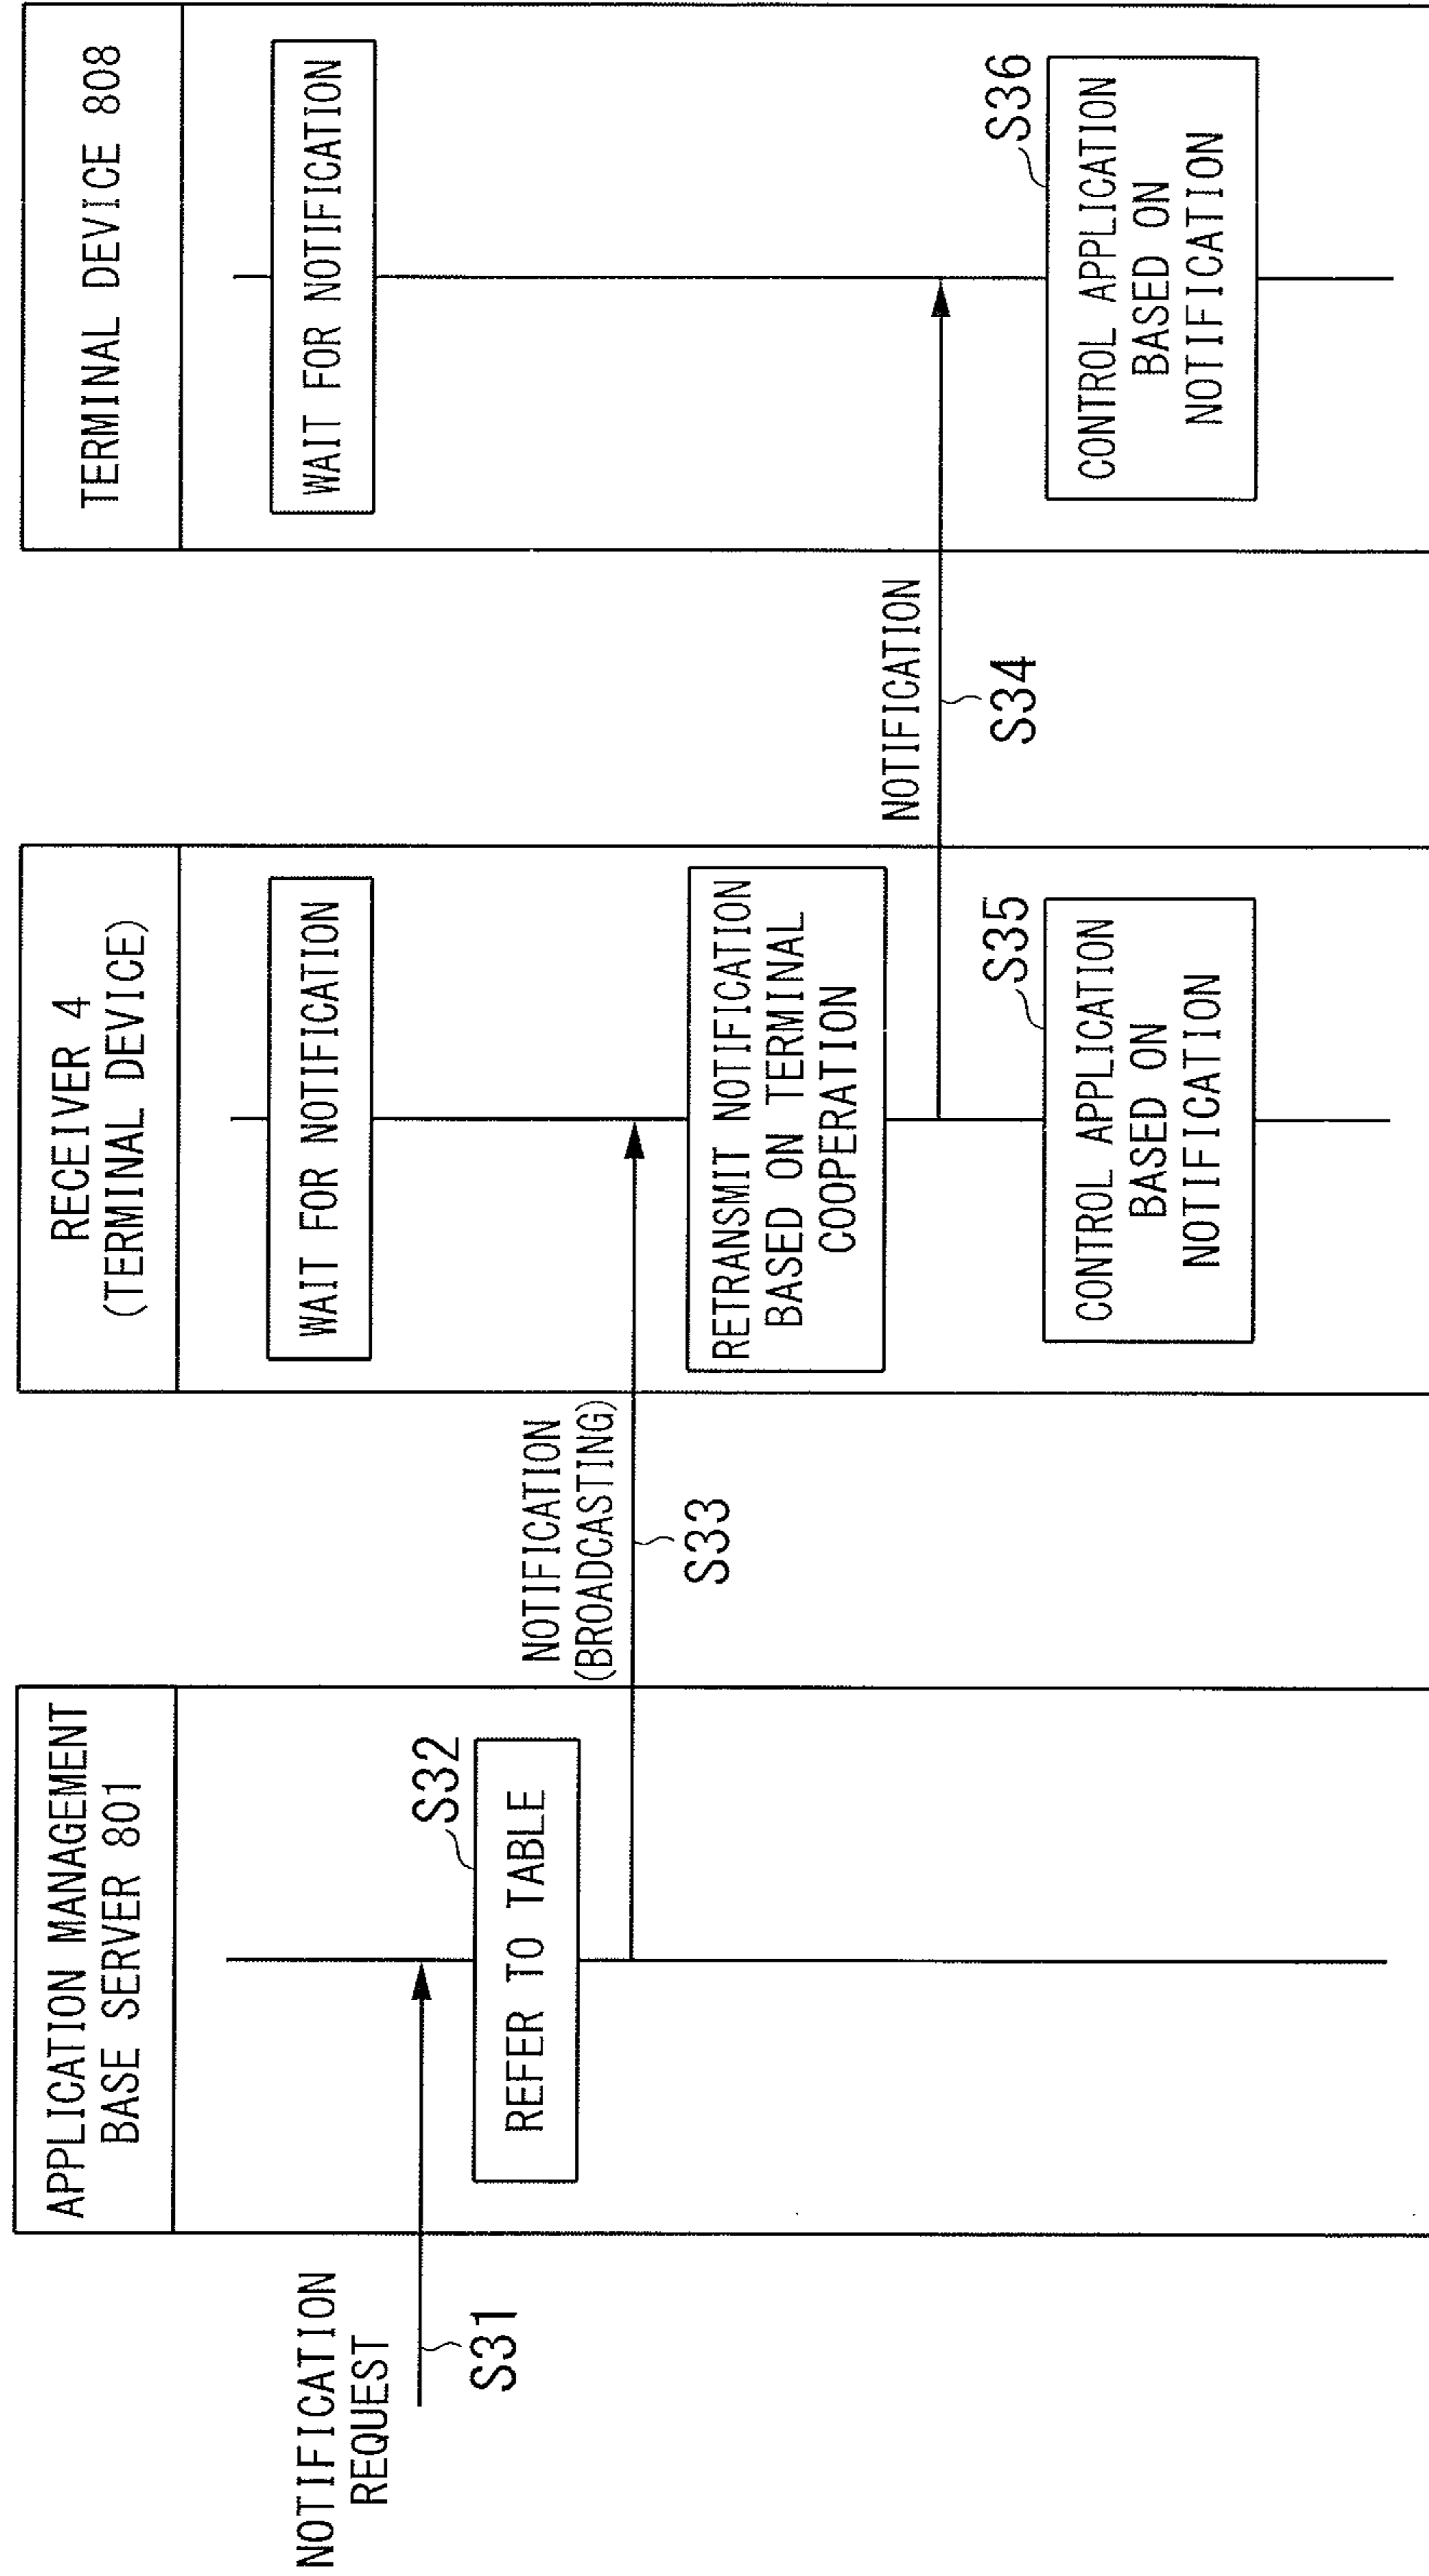 APPLICATION MANAGEMENT
BASE SERVER 801
RECEIVER 4
(TERMINAL DEVICE)
TERMINAL DEVICE 808
WAIT FOR NOTIFICATION
WAIT FOR NOTIFICATION
NOTIFICATION
REQUEST
S31
S32
REFER TO TABLE
NOTIFICATION
(BROADCASTING)
S33
RETRANSMIT NOTIFICATION
BASED ON TERMINAL
COOPERATION
NOTIFICATION
S34
S35
CONTROL APPLICATION
BASED ON
NOTIFICATION
S36
CONTROL APPLICATION
BASED ON
NOTIFICATION